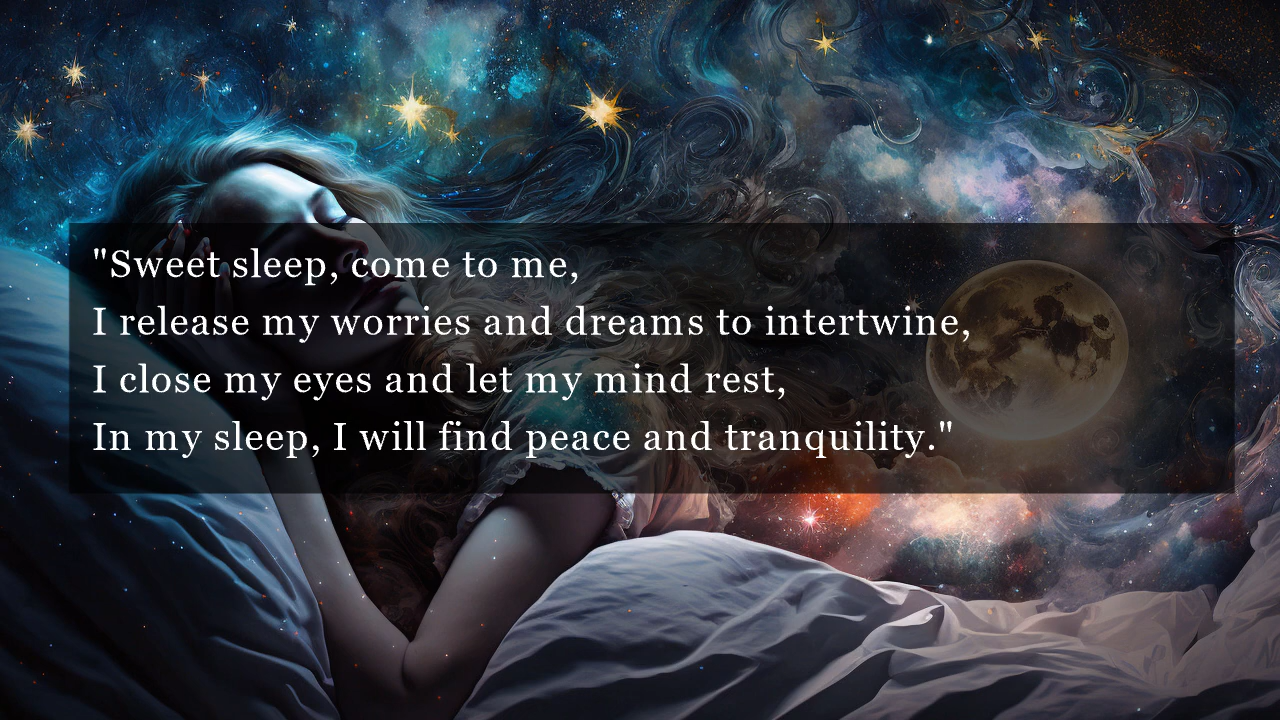 "Sweet sleep, come to me,
I release my worries and dreams to intertwine,
I close my eyes and let my mind rest,
In my sleep, I will find peace and tranquility."